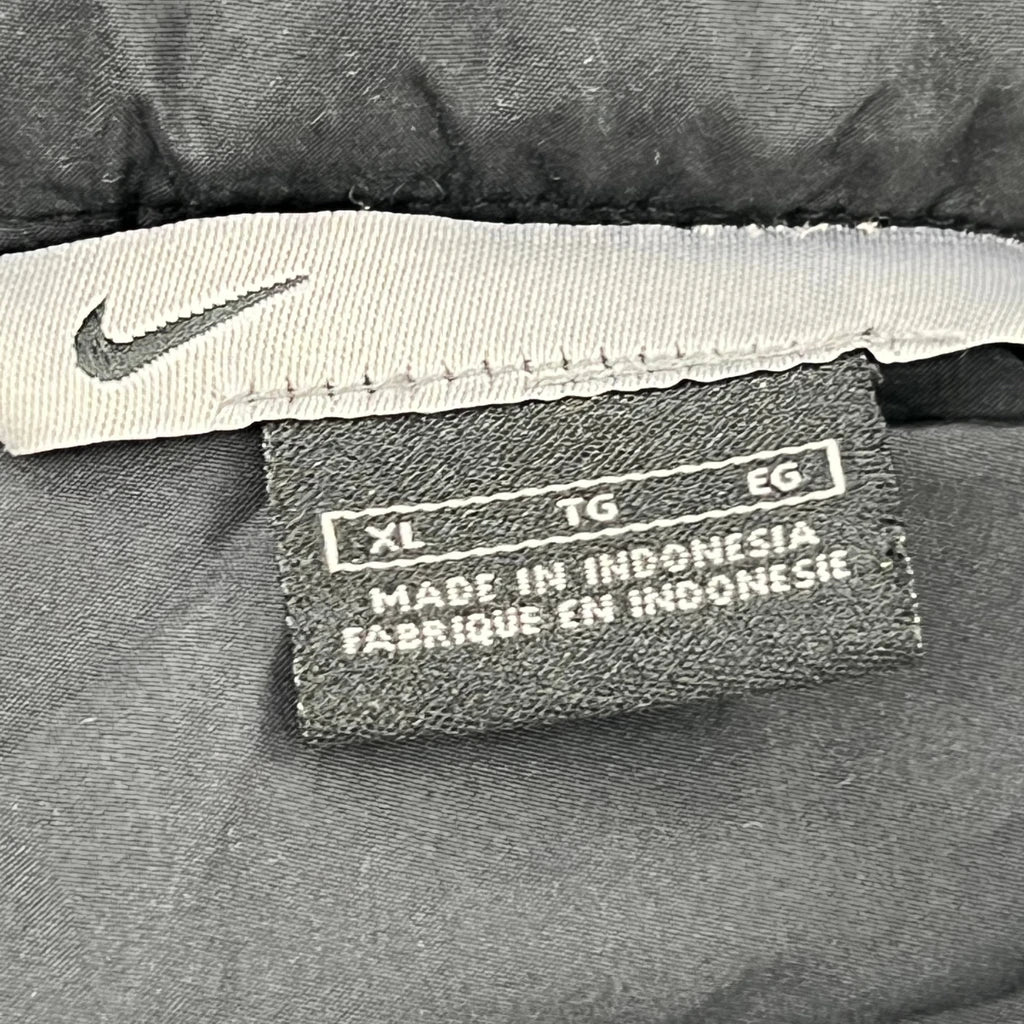 XL TG EG
MADE IN INDONESIA
FABRIQUE EN INDONESIE